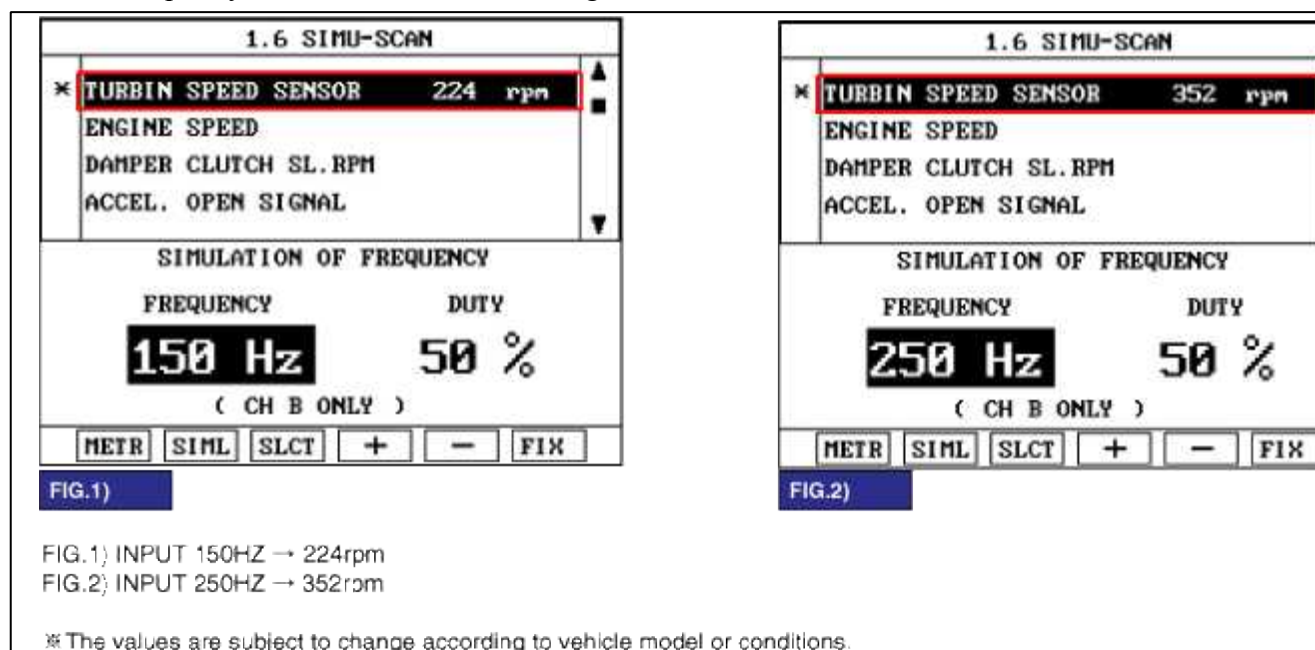 1.6 SIMU-SCAN
※ TURBIN SPEED SENSOR 224 rpm
ENGINE SPEED
DAMPER CLUTCH SL.RPM
ACCEL. OPEN SIGNAL
SIMULATION OF FREQUENCY
FREQUENCY DUTY
150 Hz 50 %
( CH B ONLY )
METR SIML SLCT + − FIX
FIG.1)
1.6 SIMU-SCAN
※ TURBIN SPEED SENSOR 352 rpm
ENGINE SPEED
DAMPER CLUTCH SL.RPM
ACCEL. OPEN SIGNAL
SIMULATION OF FREQUENCY
FREQUENCY DUTY
250 Hz 50 %
( CH B ONLY )
METR SIML SLCT + − FIX
FIG.2)
FIG.1) INPUT 150HZ → 224rpm
FIG.2) INPUT 250HZ → 352rpm
※ The values are subject to change according to vehicle model or conditions.